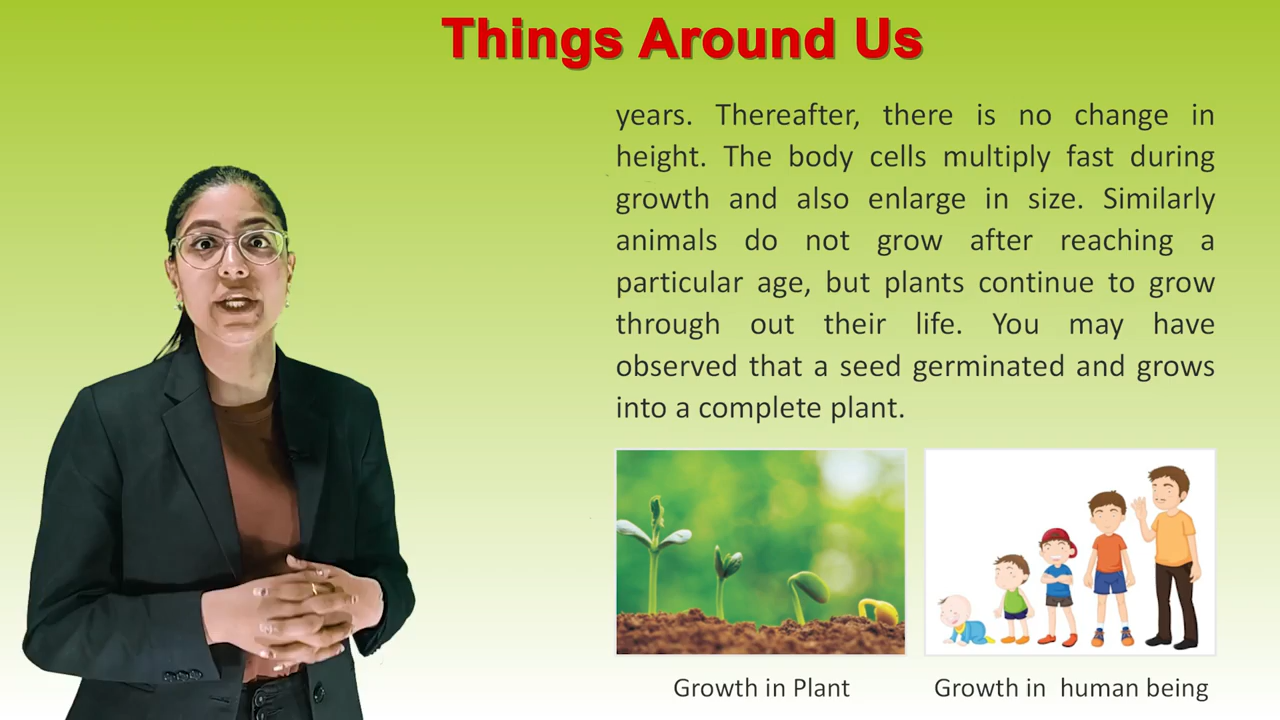 Things Around Us
years. Thereafter, there is no change in
height. The body cells multiply fast during
growth and also enlarge in size. Similarly
animals do not grow after reaching a
particular age, but plants continue to grow
through out their life. You may have
observed that a seed germinated and grows
into a complete plant.
Growth in Plant
Growth in human being